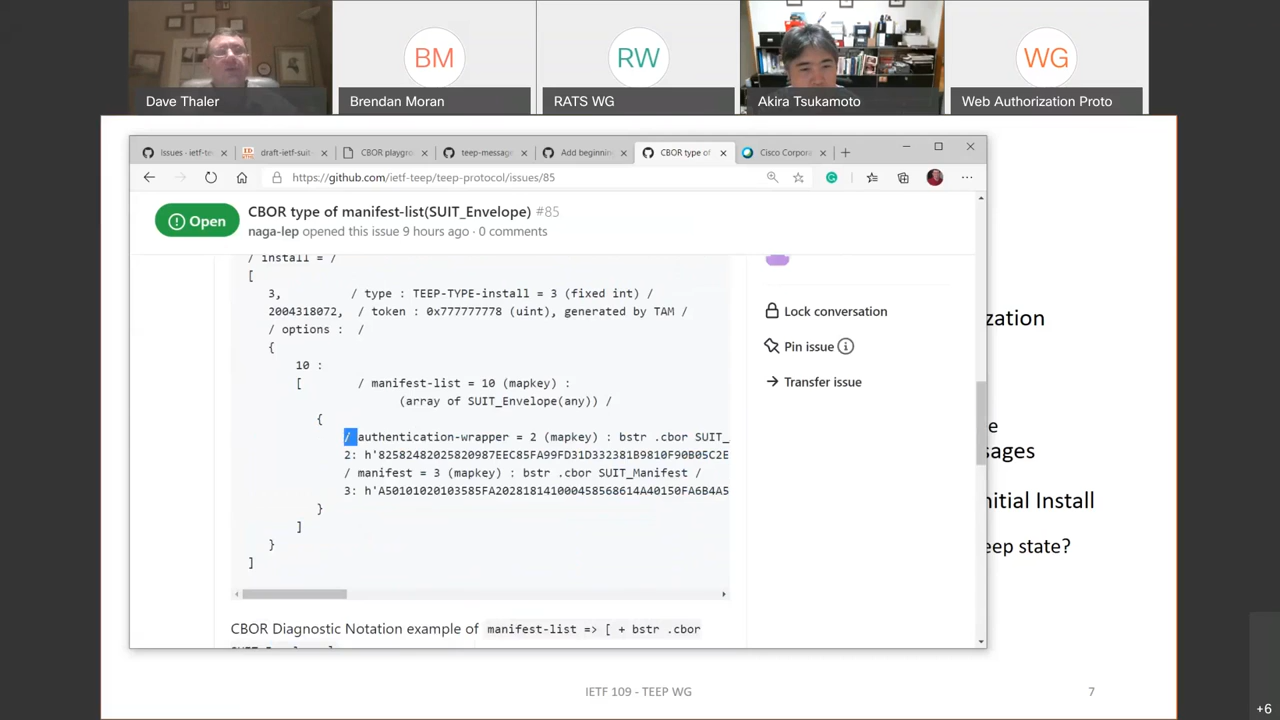 BM
RW
WG
Dave Thaler
Brendan Moran
RATS WG
Akira Tsukamoto
Web Authorization Proto
Issues · ietf-te
draft-ietf-suit-
CBOR playgro
teep-message
Add beginnin
CBOR type of
Cisco Corpora
https://github.com/ietf-teep/teep-protocol/issues/85
Open
CBOR type of manifest-list(SUIT_Envelope) #85
naga-lep opened this issue 9 hours ago · 0 comments
/ install = /
[
3, / type : TEEP-TYPE-install = 3 (fixed int) /
2004318072, / token : 0x777777778 (uint), generated by TAM /
/ options : /
{
10 :
[ / manifest-list = 10 (mapkey) :
(array of SUIT_Envelope(any)) /
{
/ authentication-wrapper = 2 (mapkey) : bstr .cbor SUIT_
2: h'82582482025820987EEC85FA99FD31D332381B9810F90B05C2E
/ manifest = 3 (mapkey) : bstr .cbor SUIT_Manifest /
3: h'A50101020103585FA202818141000458568614A40150FA6B4A5
}
]
}
]
CBOR Diagnostic Notation example of manifest-list => [ + bstr .cbor
Lock conversation
Pin issue
Transfer issue
zation
e
sages
nitial Install
eep state?
IETF 109 - TEEP WG
7
+6